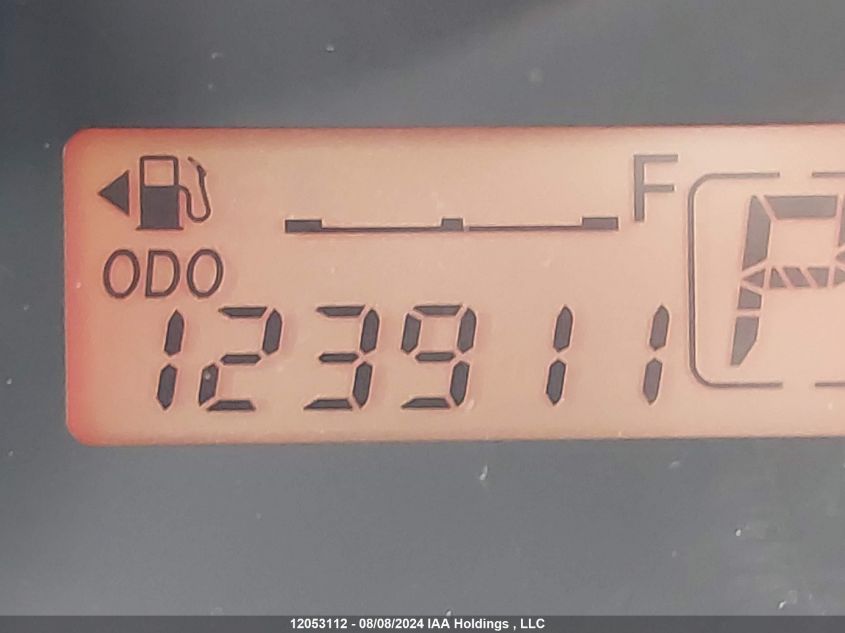 F
P
ODO
123911
12053112 - 08/08/2024 IAA Holdings , LLC